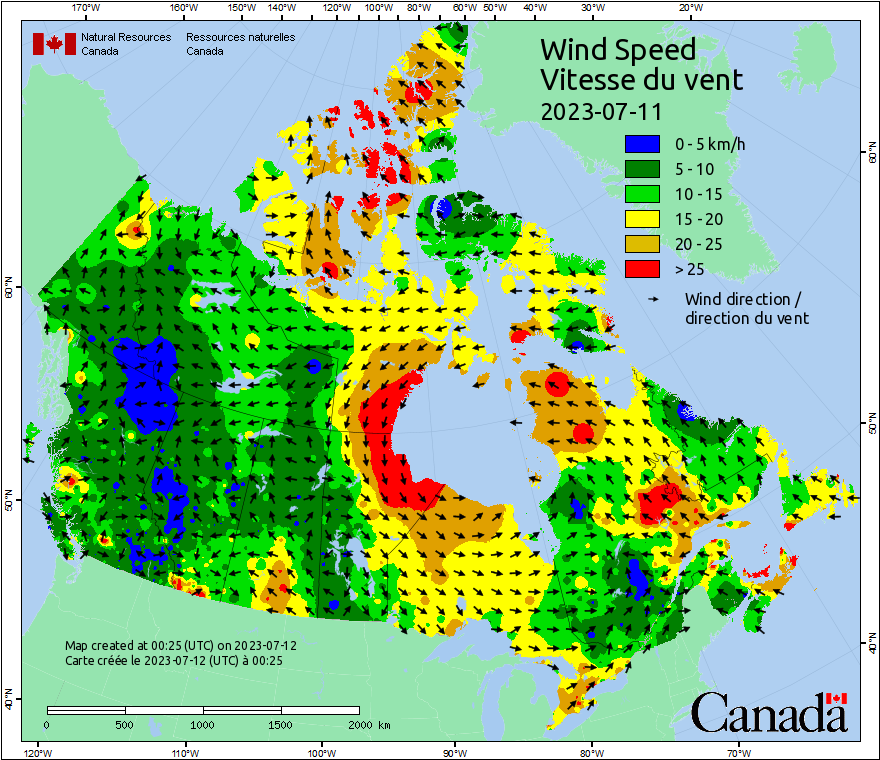 170°W 160°W 150°W 140°W 130°W 120°W 110°W 100°W 90°W 80°W 70°W 60°W 50°W 40°W 30°W 20°W
Natural Resources Canada
Ressources naturelles Canada
Wind Speed
Vitesse du vent
2023-07-11
0 - 5 km/h
5 - 10
10 - 15
15 - 20
20 - 25
> 25
Wind direction /
direction du vent
60°N
60°N
50°N
50°N
40°N
40°N
Map created at 00:25 (UTC) on 2023-07-12
Carte créée le 2023-07-12 (UTC) à 00:25
0 500 1000 1500 2000 km
Canada
120°W 110°W 100°W 90°W 80°W 70°W